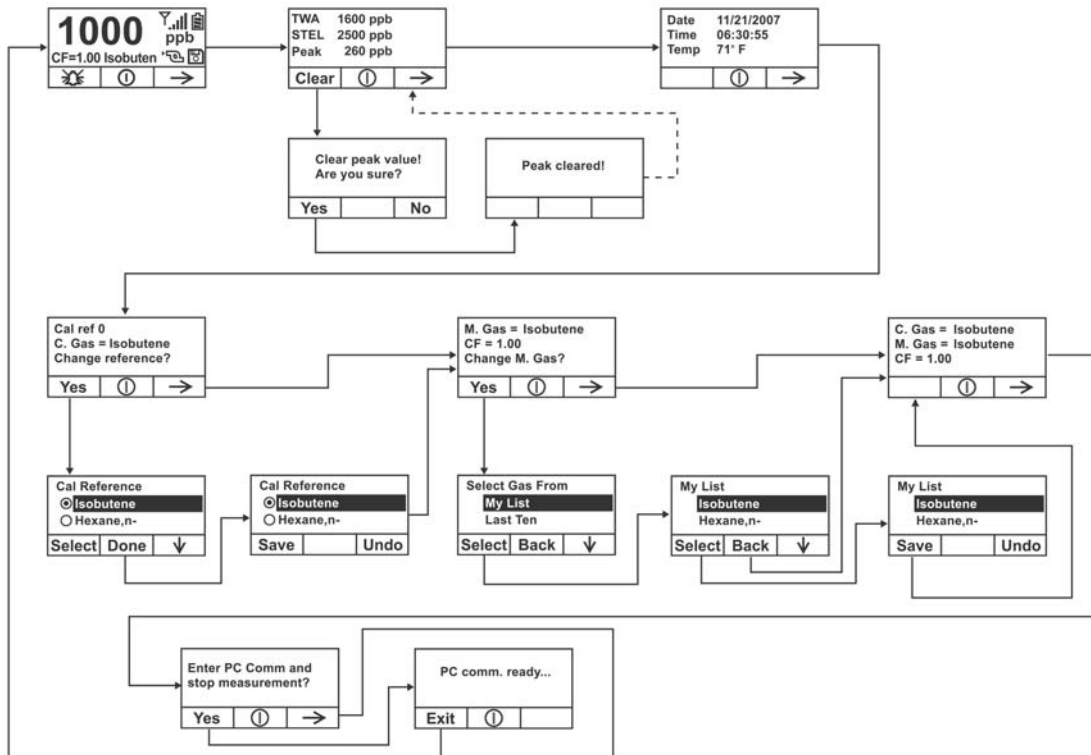 1000
ppb
CF=1.00 Isobuten
TWA 1600 ppb
STEL 2500 ppb
Peak 260 ppb
Clear
Date 11/21/2007
Time 06:30:55
Temp 71° F
Clear peak value!
Are you sure?
Yes No
Peak cleared!
Cal ref 0
C. Gas = Isobutene
Change reference?
Yes
M. Gas = Isobutene
CF = 1.00
Change M. Gas?
Yes
C. Gas = Isobutene
M. Gas = Isobutene
CF = 1.00
Cal Reference
Isobutene
Hexane,n-
Select Done
Cal Reference
Isobutene
Hexane,n-
Save Undo
Select Gas From
My List
Last Ten
Select Back
My List
Isobutene
Hexane,n-
Select Back
My List
Isobutene
Hexane,n-
Save Undo
Enter PC Comm and
stop measurement?
Yes
PC comm. ready...
Exit